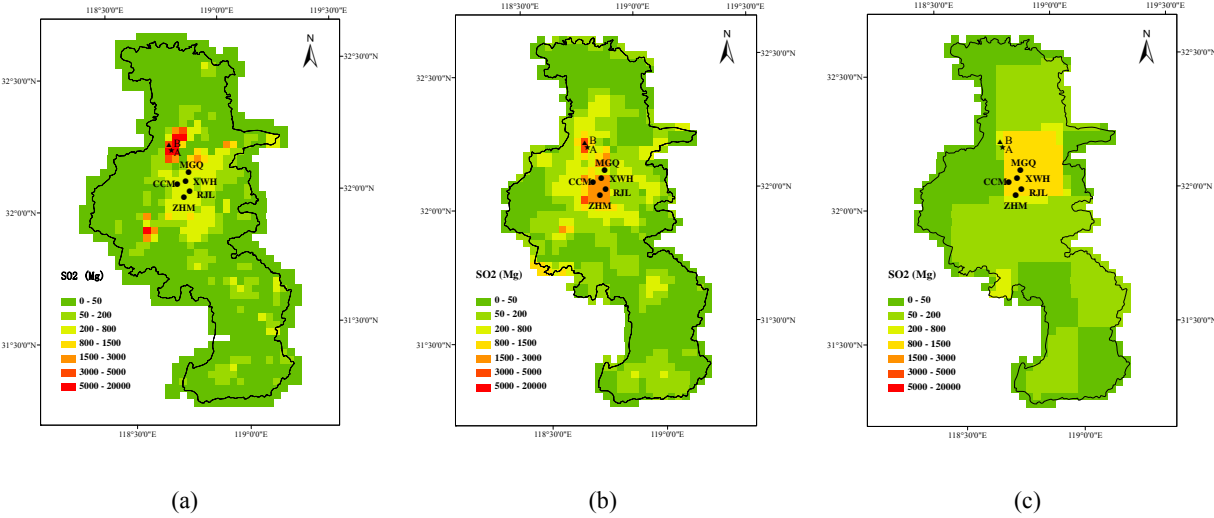 118°30'0"E
119°0'0"E
119°30'0"E
N
32°30'0"N
32°30'0"N
B
A
MGQ
CCM
XWH
RJL
ZHM
32°0'0"N
32°0'0"N
SO2 (Mg)
0 - 50
50 - 200
200 - 800
800 - 1500
1500 - 3000
3000 - 5000
5000 - 20000
31°30'0"N
31°30'0"N
118°30'0"E
119°0'0"E
(a)
118°30'0"E
119°0'0"E
119°30'0"E
N
32°30'0"N
32°30'0"N
B
A
MGQ
CCM
XWH
RJL
ZHM
32°0'0"N
32°0'0"N
SO2 (Mg)
0 - 50
50 - 200
200 - 800
800 - 1500
1500 - 3000
3000 - 5000
5000 - 20000
31°30'0"N
31°30'0"N
118°30'0"E
119°0'0"E
(b)
118°30'0"E
119°0'0"E
119°30'0"E
N
32°30'0"N
32°30'0"N
B
A
MGQ
CCM
XWH
RJL
ZHM
32°0'0"N
32°0'0"N
SO2 (Mg)
0 - 50
50 - 200
200 - 800
800 - 1500
1500 - 3000
3000 - 5000
5000 - 20000
31°30'0"N
31°30'0"N
118°30'0"E
119°0'0"E
(c)